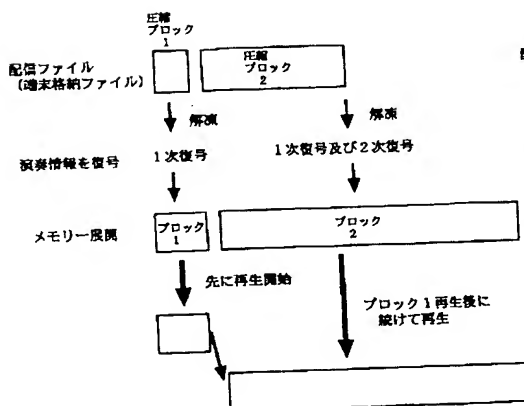 圧縮
ブロック
1
圧縮
ブロック
2
配信ファイル
(端末格納ファイル)
解凍
解凍
演奏情報を復号
1次復号
1次復号及び2次復号
メモリー展開
ブロック
1
ブロック
2
先に再生開始
ブロック1再生後に
続けて再生